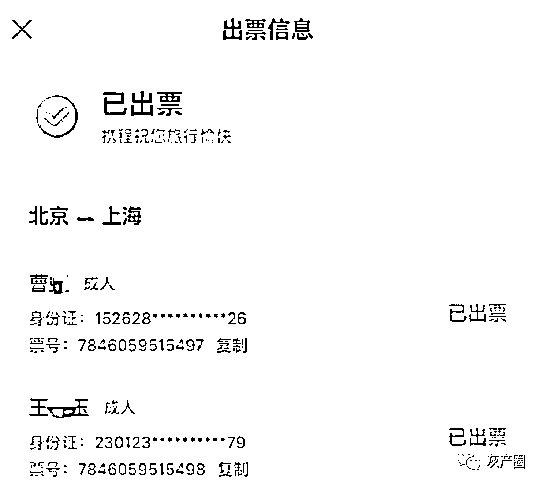 出票信息
已出票
携程祝您旅行愉快
北京 — 上海
曹 成人
身份证：152628**********26
已出票
票号：7846059515497 复制
王 玉 成人
身份证：230123**********79
已出票
票号：7846059515498 复制
灰产圈